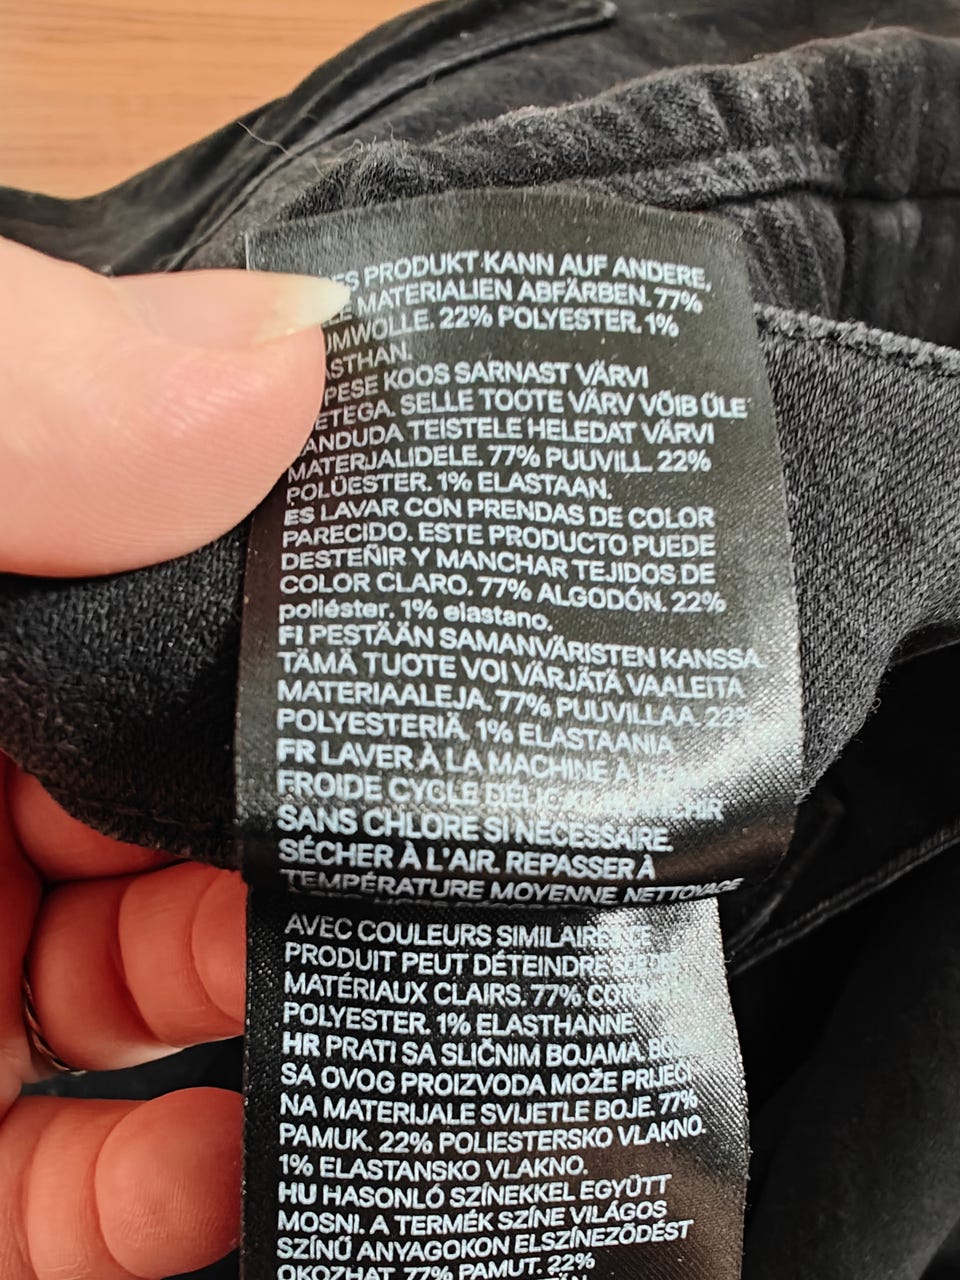 PRODUKT KANN AUF ANDERE,
MATERIALIEN ABFÄRBEN. 77%
22% POLYESTER. 1%
PESE KOOS SARNAST VÄRVI
SELLE TOOTE VÄRV VÕIB ÜLE
TEISTELE HELEDAT VÄRVI
MATERJALIDELE. 77% PUUVILL. 22%
POLÜESTER. 1% ELASTAAN.
ES LAVAR CON PRENDAS DE COLOR
PARECIDO. ESTE PRODUCTO PUEDE
DESTEÑIR Y MANCHAR TEJIDOS DE
COLOR CLARO. 77% ALGODÓN. 22%
poliéster. 1% elastano.
FI PESTÄÄN SAMANVÄRISTEN KANSSA.
TÄMÄ TUOTE VOI VÄRJÄTÄ VAALEITA
MATERIAALEJA. 77% PUUVILLAA. 22%
POLYESTERIÄ. 1% ELASTAANIA
FR LAVER À LA MACHINE À
FROIDE CYCLE
SANS CHLORE SI NECESSAIRE.
SÉCHER À L'AIR. REPASSER À
TEMPÉRATURE MOYENNE. NETTOYAGE
AVEC COULEURS SIMILAIRES.
PRODUIT PEUT DÉTEINDRE
MATÉRIAUX CLAIRS. 77%
POLYESTER. 1% ELASTHANNE
HR PRATI SA SLIČNIM BOJAMA.
SA OVOG PROIZVODA MOŽE PRIJEĆI
NA MATERIJALE SVIJETLE BOJE. 77%
PAMUK. 22% POLIESTERSKO VLAKNO.
1% ELASTANSKO VLAKNO.
HU HASONLÓ SZÍNEKKEL EGYÜTT
MOSNI. A TERMÉK SZÍNE VILÁGOS
SZÍNŰ ANYAGOKON ELSZÍNEZŐDÉST
OKOZHAT. 77% PAMUT. 22%